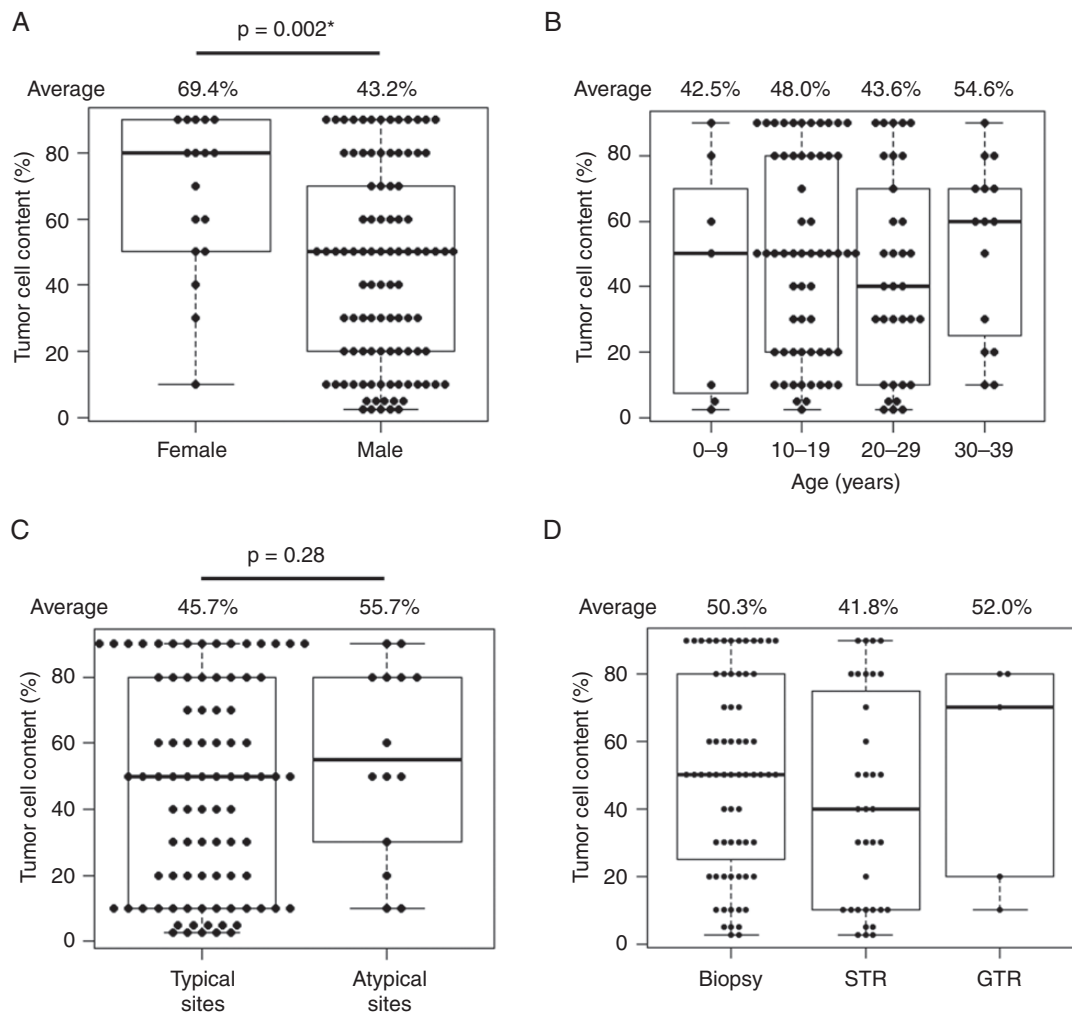 A
p = 0.002*
Average 69.4% 43.2%
Tumor cell content (%)
80
60
40
20
0
Female Male
B
Average 42.5% 48.0% 43.6% 54.6%
Tumor cell content (%)
80
60
40
20
0
0–9 10–19 20–29 30–39
Age (years)
C
p = 0.28
Average 45.7% 55.7%
Tumor cell content (%)
80
60
40
20
0
Typical Atypical
sites sites
D
Average 50.3% 41.8% 52.0%
Tumor cell content (%)
80
60
40
20
0
Biopsy STR GTR